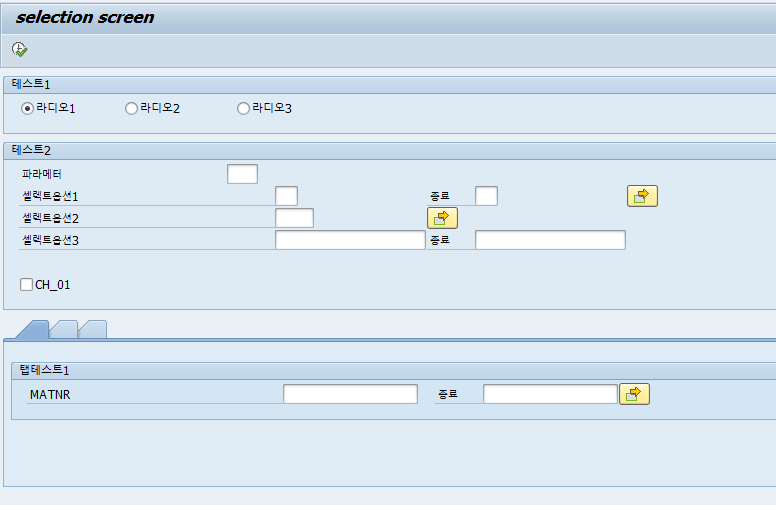 selection screen
테스트1
라디오1 라디오2 라디오3
테스트2
파라메터
셀렉트옵션1 종료
셀렉트옵션2
셀렉트옵션3 종료
CH_01
탭테스트1
MATNR 종료